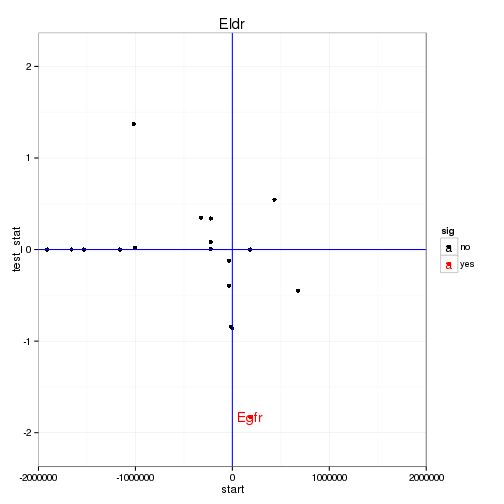 Eldr
2
1
0
-1
-2
test_stat
Egfr
-2000000 -1000000 0 1000000 2000000
start
sig
a no
a yes